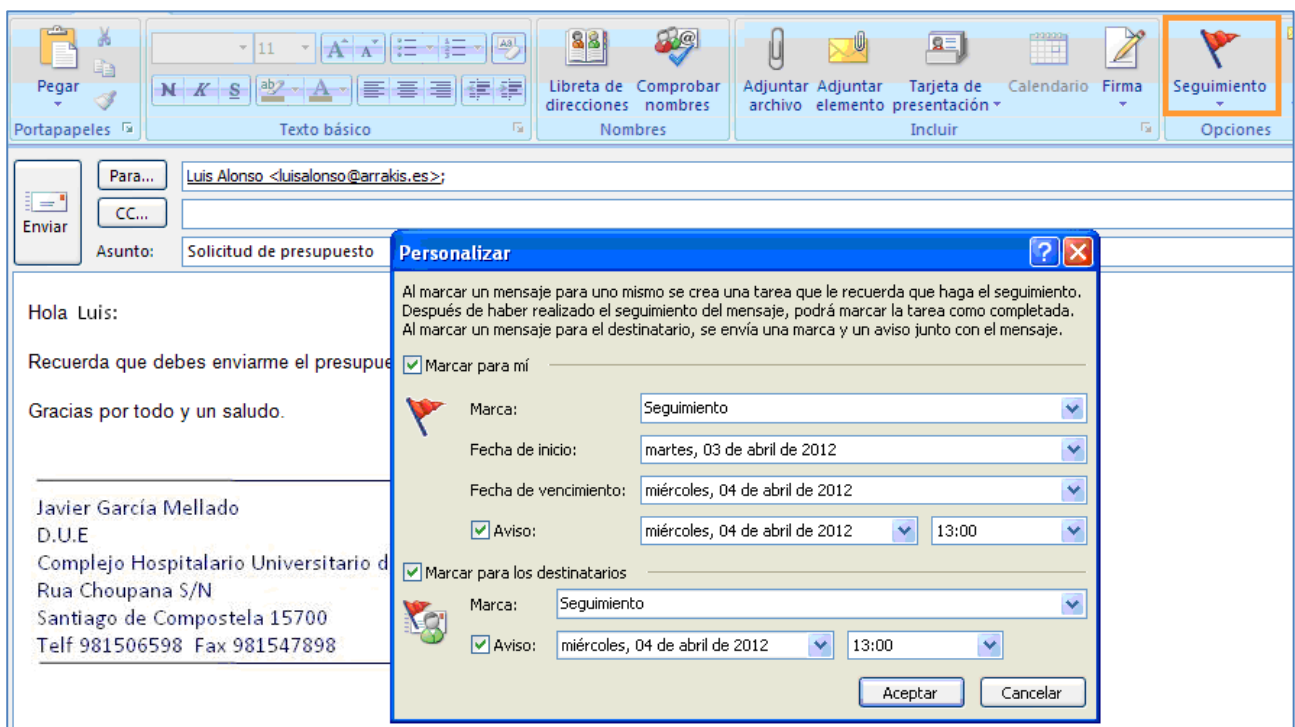 11
Pegar
N K S
Libreta de direcciones
Comprobar nombres
Adjuntar archivo
Adjuntar elemento
Tarjeta de presentación
Calendario
Firma
Seguimiento
Portapapeles
Texto básico
Nombres
Incluir
Opciones
Enviar
Para...
Luis Alonso <luisalonso@arrakis.es>;
CC...
Asunto:
Solicitud de presupuesto
Hola Luis:
Recuerda que debes enviarme el presupue
Gracias por todo y un saludo.
Javier García Mellado
D.U.E
Complejo Hospitalario Universitario d
Rua Choupana S/N
Santiago de Compostela 15700
Telf 981506598 Fax 981547898
Personalizar
Al marcar un mensaje para uno mismo se crea una tarea que le recuerda que haga el seguimiento.
Después de haber realizado el seguimiento del mensaje, podrá marcar la tarea como completada.
Al marcar un mensaje para el destinatario, se envía una marca y un aviso junto con el mensaje.
Marcar para mí
Marca: Seguimiento
Fecha de inicio: martes, 03 de abril de 2012
Fecha de vencimiento: miércoles, 04 de abril de 2012
Aviso: miércoles, 04 de abril de 2012 13:00
Marcar para los destinatarios
Marca: Seguimiento
Aviso: miércoles, 04 de abril de 2012 13:00
Aceptar Cancelar